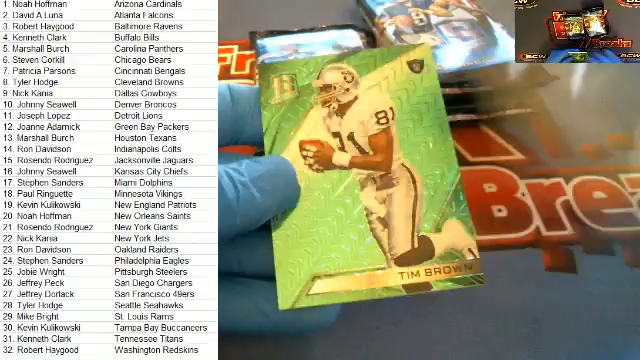 1. Noah Hoffman Arizona Cardinals
2. David A Luna Atlanta Falcons
3. Robert Haygood Baltimore Ravens
4. Kenneth Clark Buffalo Bills
5. Marshall Burch Carolina Panthers
6. Steven Corkill Chicago Bears
7. Patricia Parsons Cincinnati Bengals
8. Tyler Hodge Cleveland Browns
9. Nick Kania Dallas Cowboys
10. Johnny Seawell Denver Broncos
11. Joseph Lopez Detroit Lions
12. Joanne Adamick Green Bay Packers
13. Marshall Burch Houston Texans
14. Ron Davidson Indianapolis Colts
15. Rosendo Rodriguez Jacksonville Jaguars
16. Johnny Seawell Kansas City Chiefs
17. Stephen Sanders Miami Dolphins
18. Paul Ringuette Minnesota Vikings
19. Kevin Kulikowski New England Patriots
20. Noah Hoffman New Orleans Saints
21. Rosendo Rodriguez New York Giants
22. Nick Kania New York Jets
23. Ron Davidson Oakland Raiders
24. Stephen Sanders Philadelphia Eagles
25. Jobie Wright Pittsburgh Steelers
26. Jeffrey Peck San Diego Chargers
27. Jeffrey Dorlack San Francisco 49ers
28. Tyler Hodge Seattle Seahawks
29. Mike Bright St. Louis Rams
30. Kevin Kulikowski Tampa Bay Buccaneers
31. Kenneth Clark Tennessee Titans
32. Robert Haygood Washington Redskins
81
81
TIM BROWN
BCW
BCW